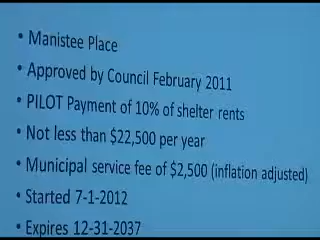 • Manistee Place
• Approved by Council February 2011
• PILOT Payment of 10% of shelter rents
• Not less than $22,500 per year
• Municipal service fee of $2,500 (inflation adjusted)
• Started 7-1-2012
• Expires 12-31-2037